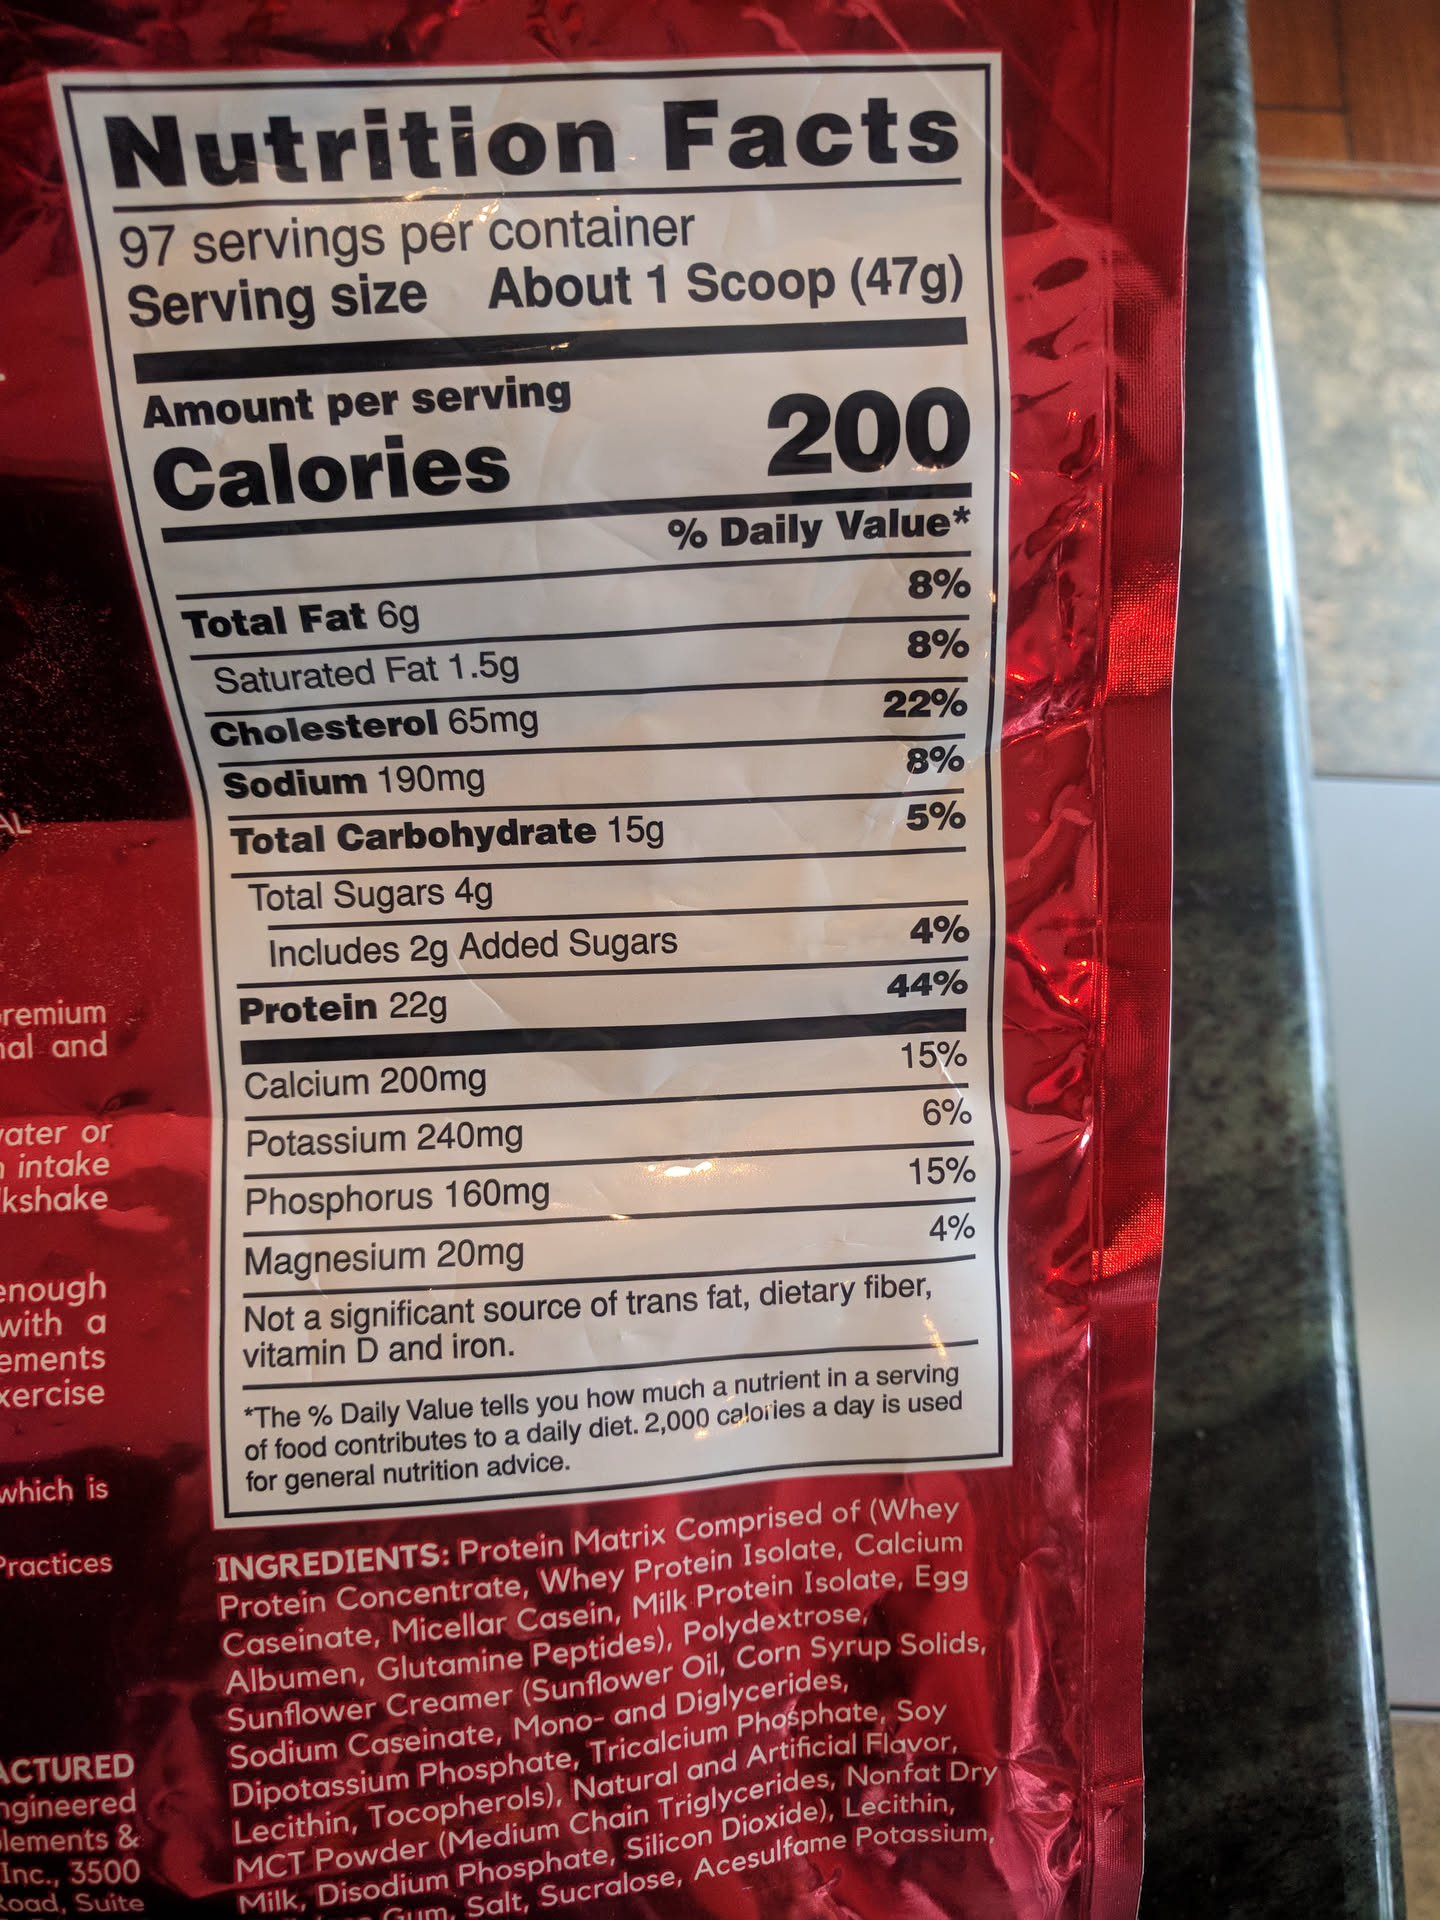 Nutrition Facts
97 servings per container
Serving size About 1 Scoop (47g)
Amount per serving
Calories 200
% Daily Value*
Total Fat 6g 8%
Saturated Fat 1.5g 8%
Cholesterol 65mg 22%
Sodium 190mg 8%
Total Carbohydrate 15g 5%
Total Sugars 4g
Includes 2g Added Sugars 4%
Protein 22g 44%
Calcium 200mg 15%
Potassium 240mg 6%
Phosphorus 160mg 15%
Magnesium 20mg 4%
Not a significant source of trans fat, dietary fiber,
vitamin D and iron.
*The % Daily Value tells you how much a nutrient in a serving
of food contributes to a daily diet. 2,000 calories a day is used
for general nutrition advice.
INGREDIENTS: Protein Matrix Comprised of (Whey
Protein Concentrate, Whey Protein Isolate, Calcium
Caseinate, Micellar Casein, Milk Protein Isolate, Egg
Albumen, Glutamine Peptides), Polydextrose,
Sunflower Creamer (Sunflower Oil, Corn Syrup Solids,
Sodium Caseinate, Mono- and Diglycerides,
Dipotassium Phosphate, Tricalcium Phosphate, Soy
Lecithin, Tocopherols), Natural and Artificial Flavor,
MCT Powder (Medium Chain Triglycerides, Nonfat Dry
Milk, Disodium Phosphate, Silicon Dioxide), Lecithin,
Gum, Salt, Sucralose, Acesulfame Potassium,
AL
remium
nal and
ater or
intake
kshake
enough
with a
ements
xercise
which is
Practices
ACTURED
ngineered
lements &
Inc., 3500
Road, Suite